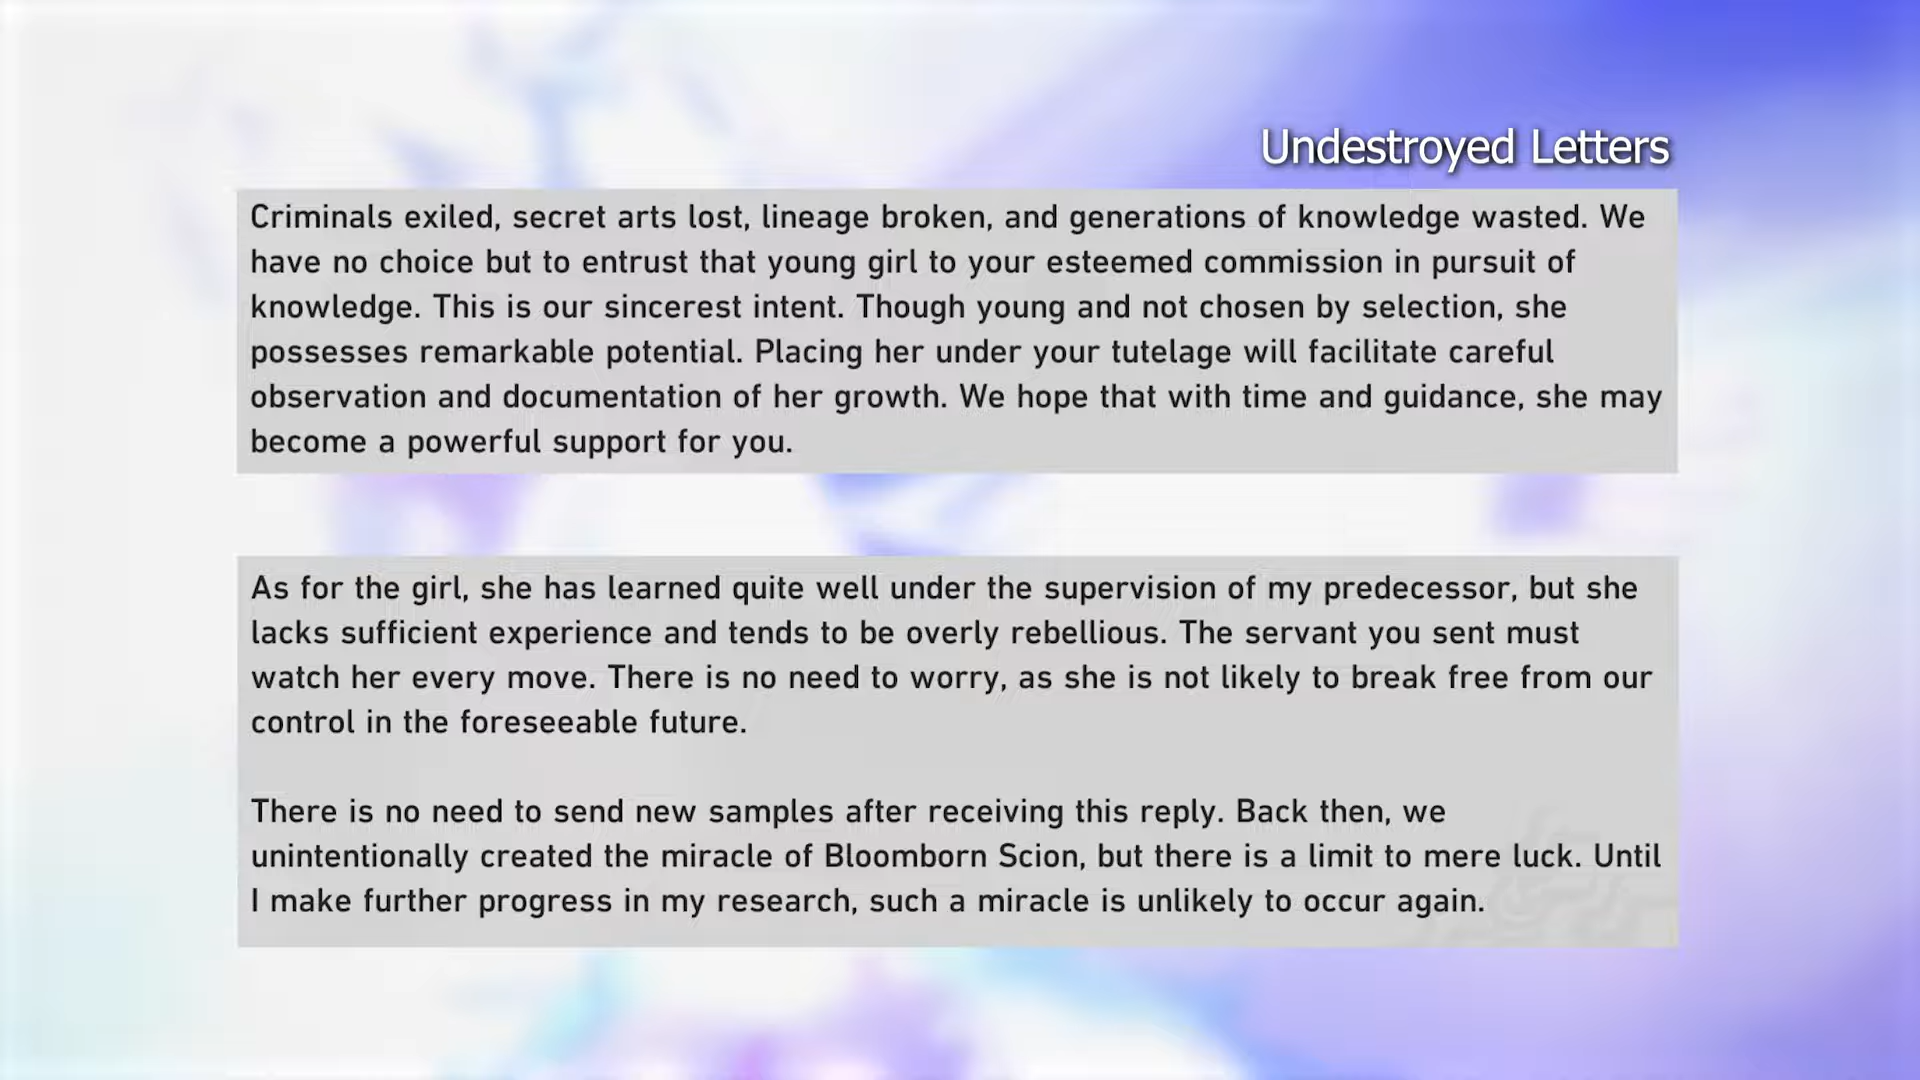 Undestroyed Letters
Criminals exiled, secret arts lost, lineage broken, and generations of knowledge wasted. We
have no choice but to entrust that young girl to your esteemed commission in pursuit of
knowledge. This is our sincerest intent. Though young and not chosen by selection, she
possesses remarkable potential. Placing her under your tutelage will facilitate careful
observation and documentation of her growth. We hope that with time and guidance, she may
become a powerful support for you.
As for the girl, she has learned quite well under the supervision of my predecessor, but she
lacks sufficient experience and tends to be overly rebellious. The servant you sent must
watch her every move. There is no need to worry, as she is not likely to break free from our
control in the foreseeable future.
There is no need to send new samples after receiving this reply. Back then, we
unintentionally created the miracle of Bloomborn Scion, but there is a limit to mere luck. Until
I make further progress in my research, such a miracle is unlikely to occur again.